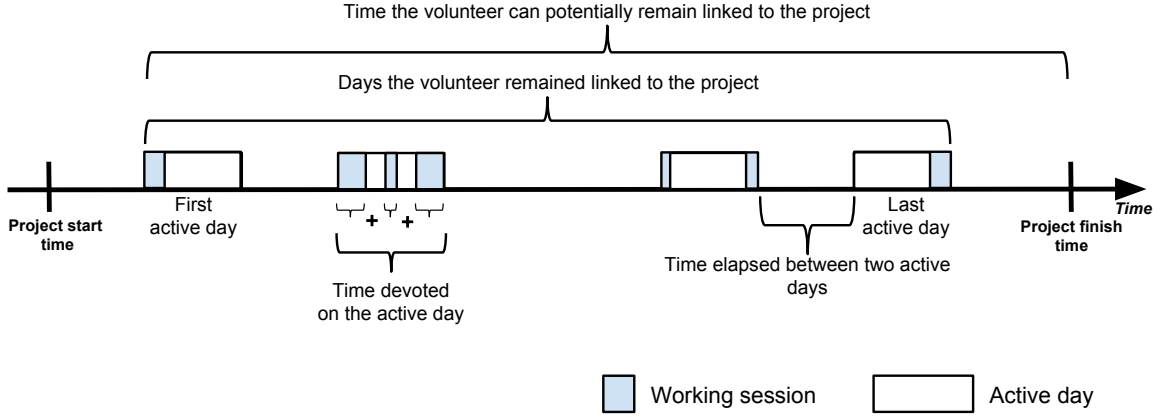 Time the volunteer can potentially remain linked to the project
Days the volunteer remained linked to the project
First
active day
Last
active day
Time
Project start
time
Project finish
time
+ +
Time elapsed between two active
days
Time devoted
on the active day
Working session
Active day